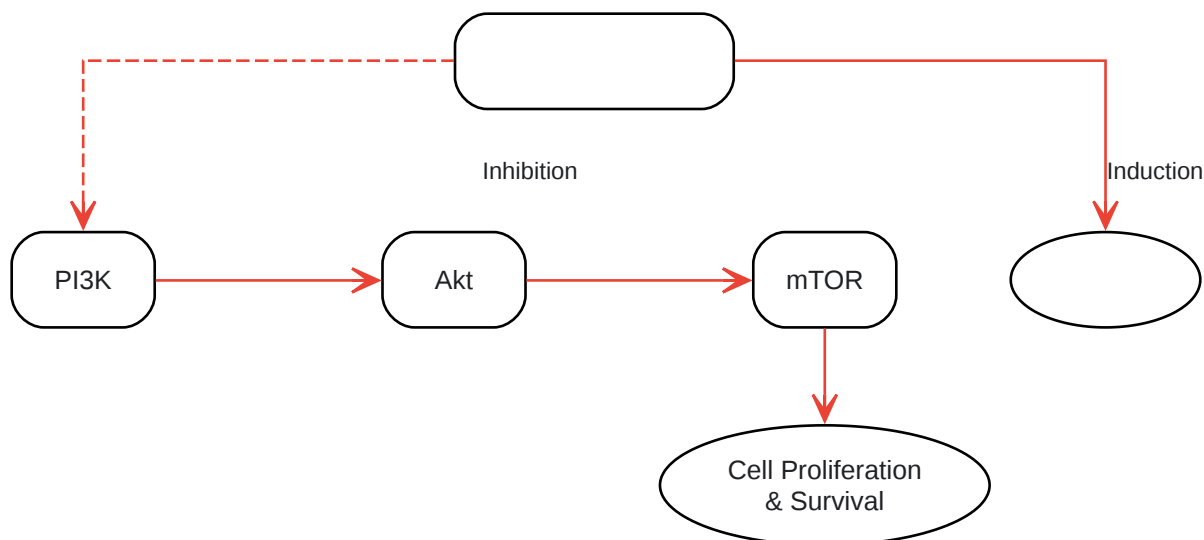 Inhibition
Induction
PI3K
Akt
mTOR
Cell Proliferation
& Survival